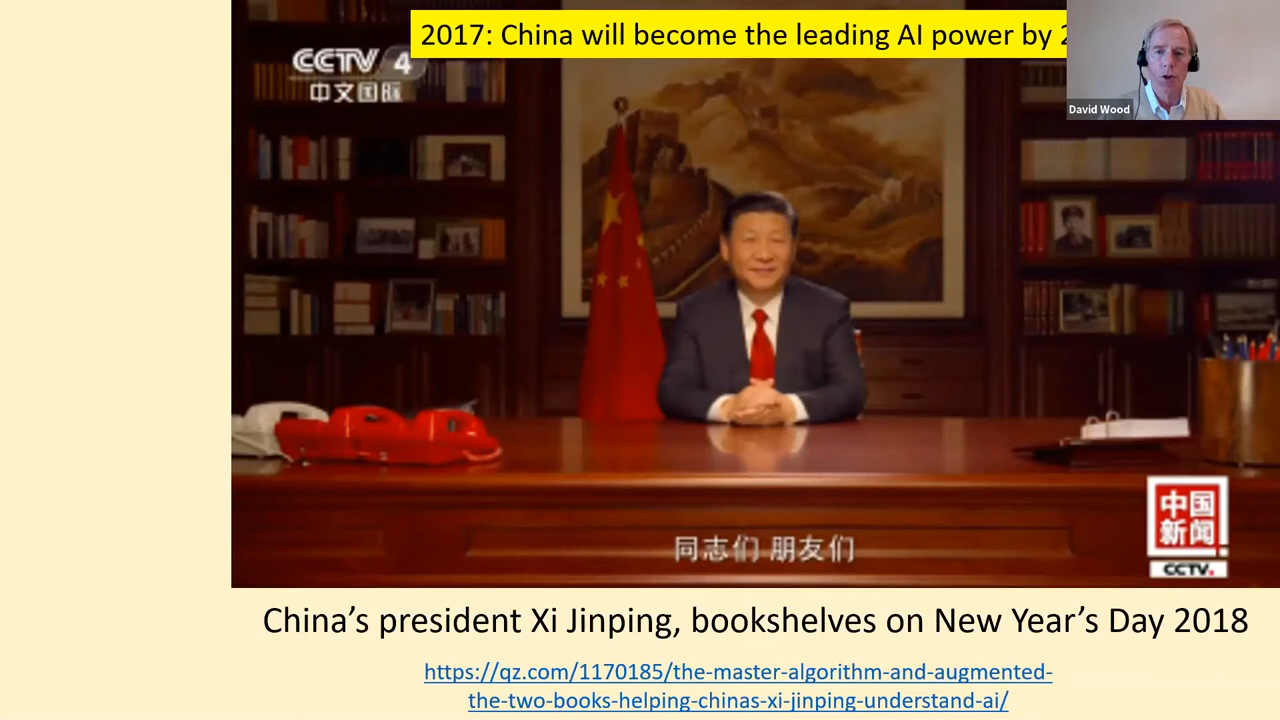 2017: China will become the leading AI power by 2
David Wood
CCTV 4
中文国际
同志们 朋友们
中国
新闻
CCTV.
China’s president Xi Jinping, bookshelves on New Year’s Day 2018
https://qz.com/1170185/the-master-algorithm-and-augmented-
the-two-books-helping-chinas-xi-jinping-understand-ai/